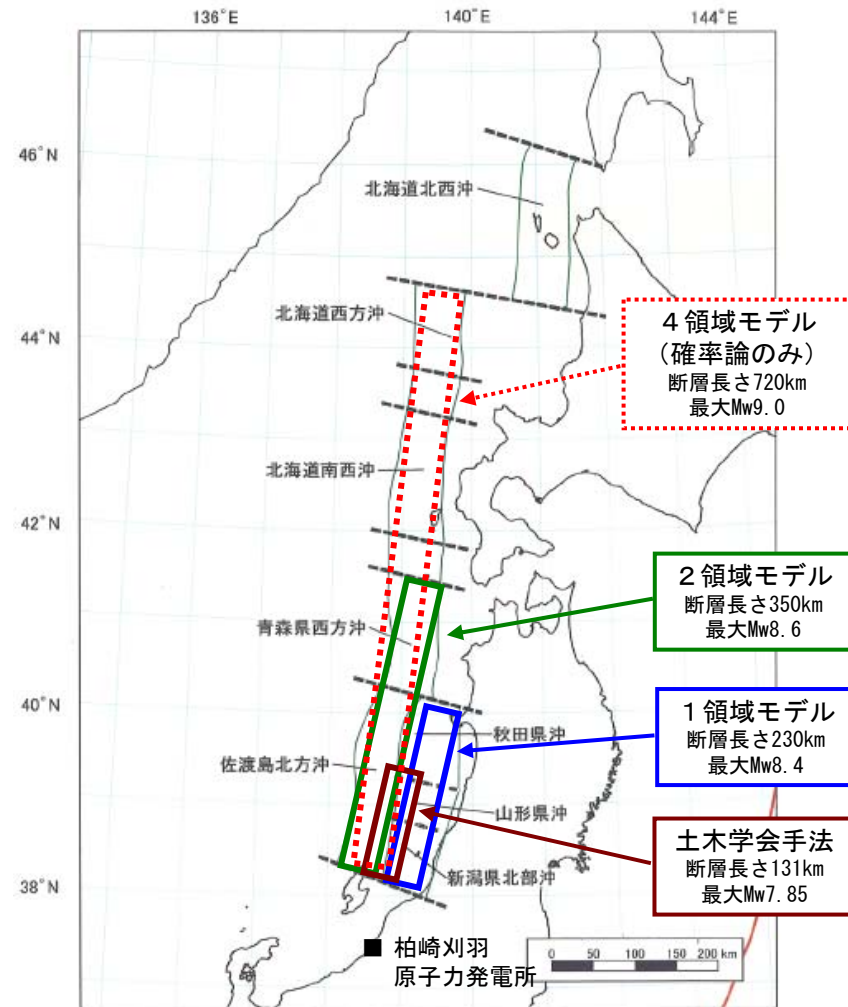 136°E
140°E
144°E
46°N
北海道北西沖
44°N
北海道西方沖
4領域モデル
（確率論のみ）
断層長さ720km
最大Mw9.0
北海道南西沖
42°N
2領域モデル
断層長さ350km
最大Mw8.6
青森県西方沖
40°N
1領域モデル
断層長さ230km
最大Mw8.4
秋田県沖
佐渡島北方沖
山形県沖
土木学会手法
断層長さ131km
最大Mw7.85
新潟県北部沖
38°N
■ 柏崎刈羽
原子力発電所
0 50 100 150 200 km